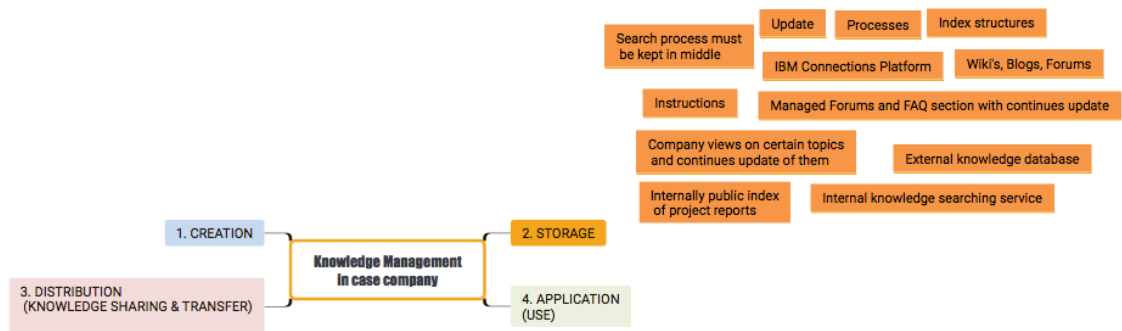 Update
Processes
Index structures
Search process must
be kept in middle
IBM Connections Platform
Wiki's, Blogs, Forums
Instructions
Managed Forums and FAQ section with continues update
Company views on certain topics
and continues update of them
External knowledge database
Internally public index
of project reports
Internal knowledge searching service
1. CREATION
2. STORAGE
Knowledge Management
in case company
3. DISTRIBUTION
(KNOWLEDGE SHARING & TRANSFER)
4. APPLICATION
(USE)